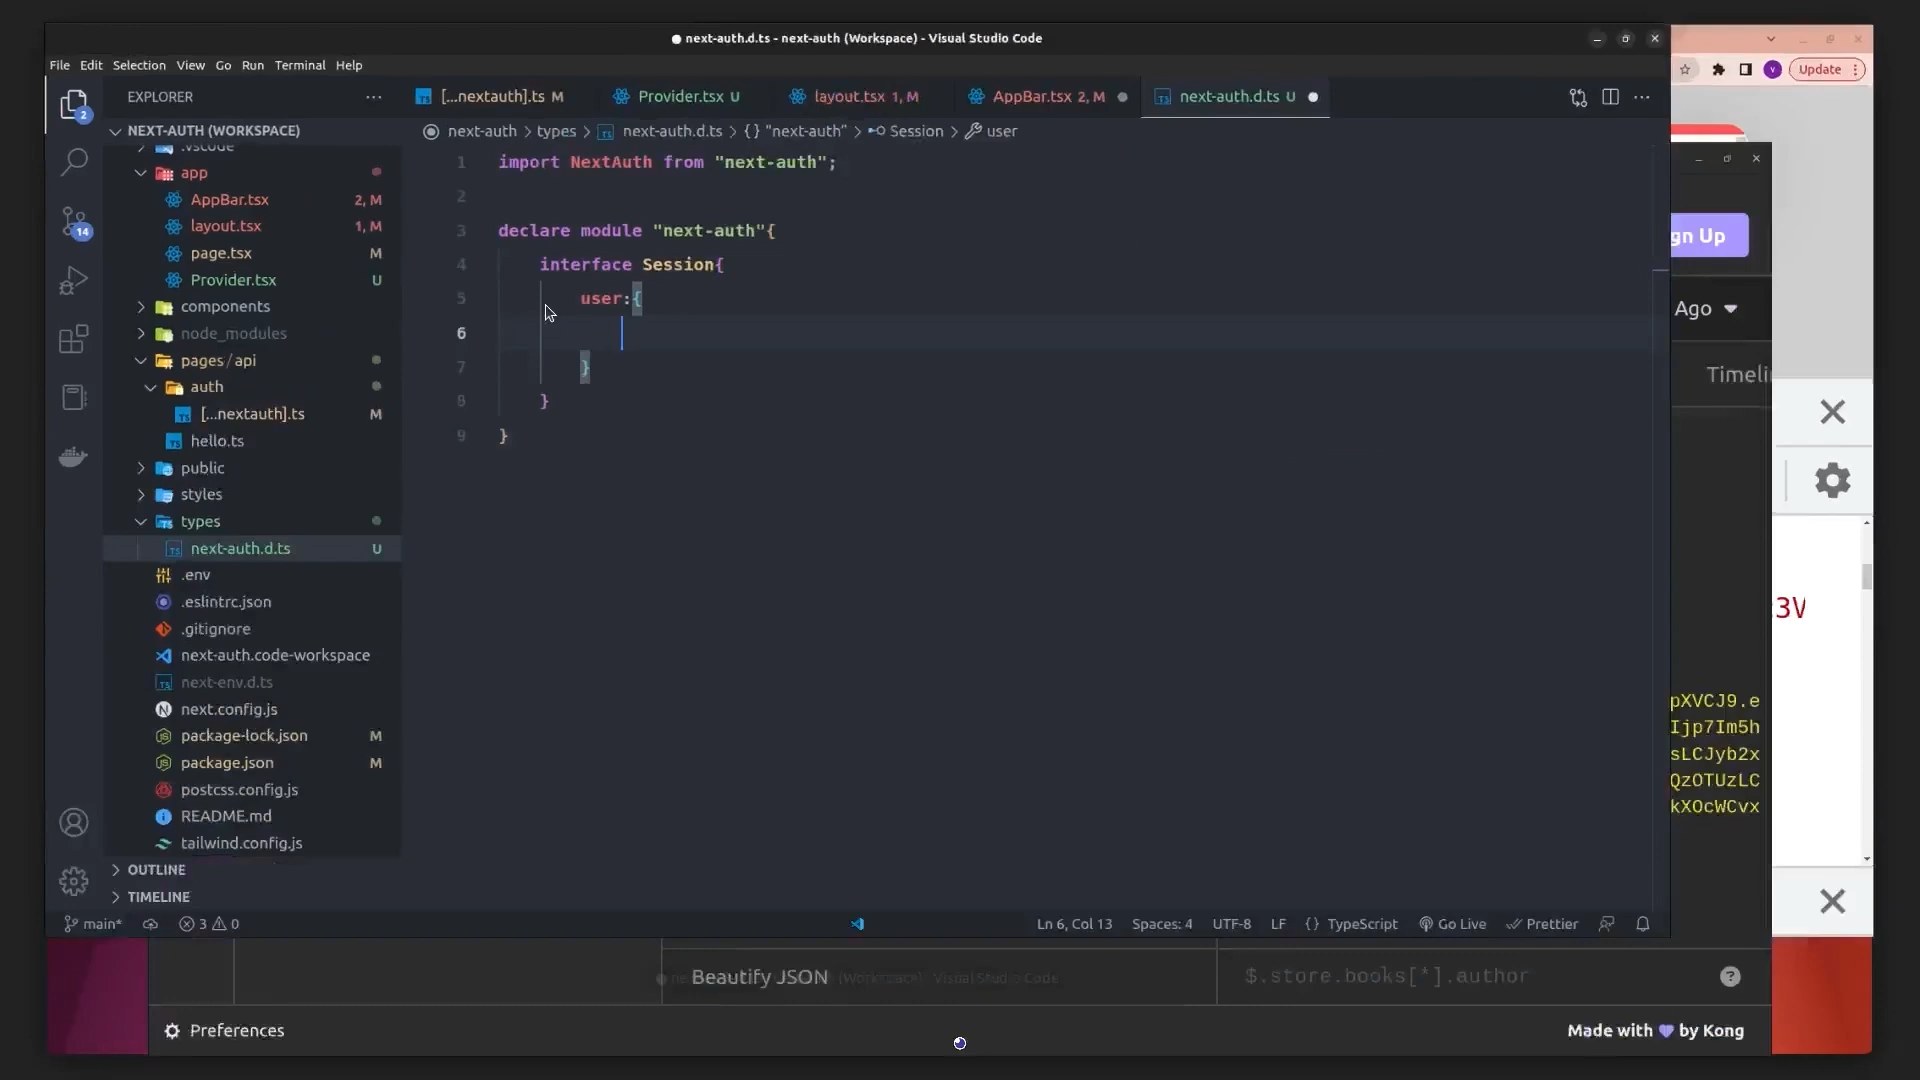 next-auth.d.ts - next-auth (Workspace) - Visual Studio Code
File Edit Selection View Go Run Terminal Help
Update
EXPLORER
[...nextauth].ts M
Provider.tsx U
layout.tsx 1, M
AppBar.tsx 2, M
next-auth.d.ts U
2
NEXT-AUTH (WORKSPACE)
next-auth > types > next-auth.d.ts > {} "next-auth" > Session > user
.vscode
app
AppBar.tsx 2, M
layout.tsx 1, M
page.tsx M
Provider.tsx U
components
node_modules
pages / api
auth
[...nextauth].ts M
hello.ts
public
styles
types
next-auth.d.ts U
.env
.eslintrc.json
.gitignore
next-auth.code-workspace
next-env.d.ts
next.config.js
package-lock.json M
package.json M
postcss.config.js
README.md
tailwind.config.js
OUTLINE
TIMELINE
14
1 import NextAuth from "next-auth";
2
3 declare module "next-auth"{
4 interface Session{
5 user:{
6
7 }
8 }
9 }
gn Up
Ago
Timeli
3V
pXVCJ9.e
Ijp7Im5h
sLCJyb2x
QzOTUzLC
kXOcWCvx
main* 3 0
Ln 6, Col 13 Spaces: 4 UTF-8 LF {} TypeScript Go Live Prettier
Beautify JSON
$.store.books[*].author
Preferences
Made with 💜 by Kong